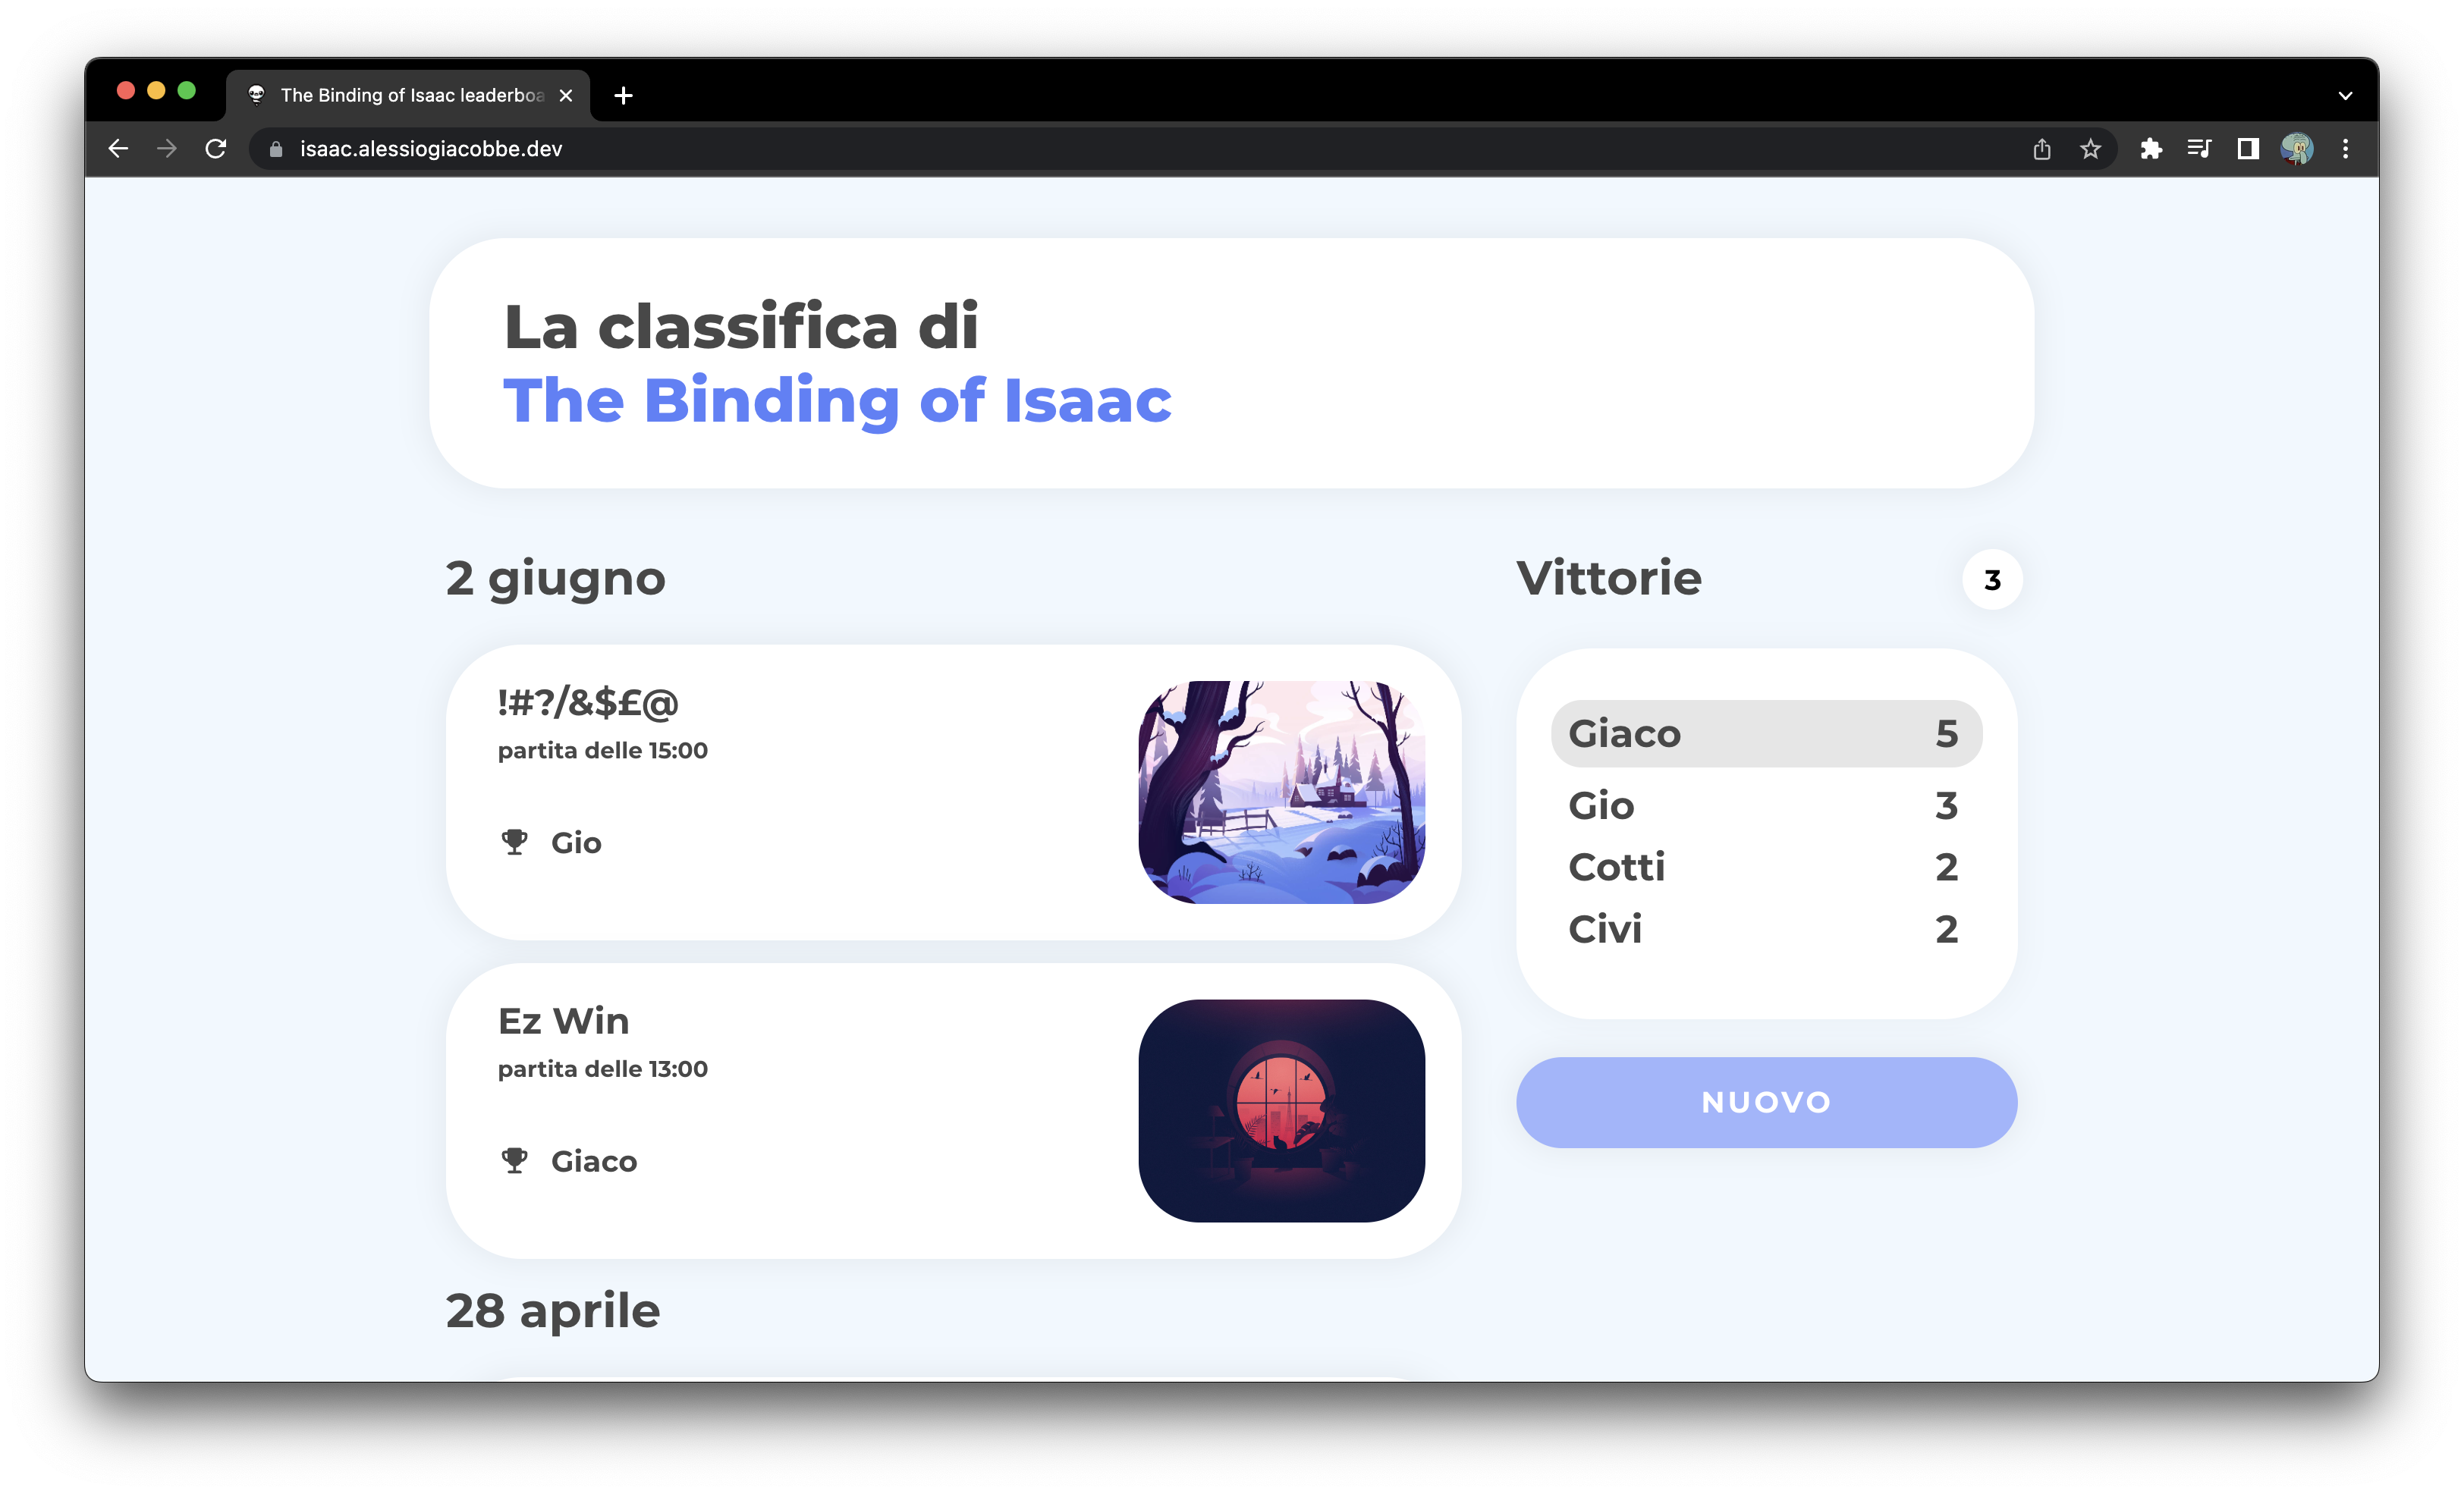 The Binding of Isaac leaderboa
isaac.alessiogiacobbe.dev
La classifica di
The Binding of Isaac
2 giugno
!#?/&$£@
partita delle 15:00
Gio
Ez Win
partita delle 13:00
Giaco
28 aprile
Vittorie
3
Giaco 5
Gio 3
Cotti 2
Civi 2
NUOVO